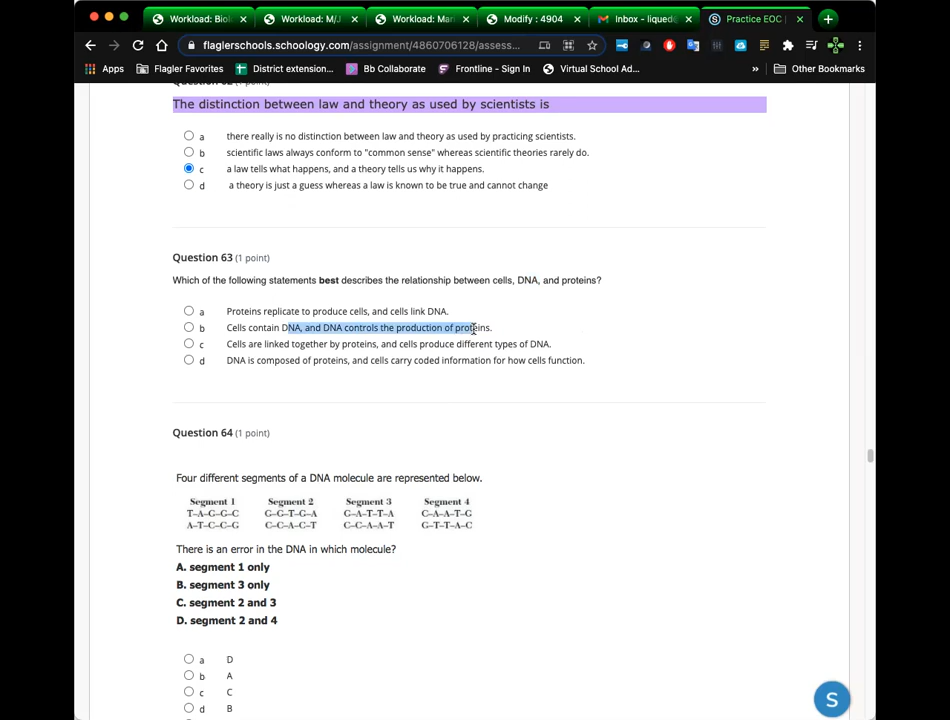 Workload: Biol
Workload: M/J
Workload: Mar
Modify : 4904
Inbox - liqued@
Practice EOC
flaglerschools.schoology.com/assignment/4860706128/assess...
Apps
Flagler Favorites
District extension...
Bb Collaborate
Frontline - Sign In
Virtual School Ad...
»
Other Bookmarks
The distinction between law and theory as used by scientists is
a there really is no distinction between law and theory as used by practicing scientists.
b scientific laws always conform to "common sense" whereas scientific theories rarely do.
c a law tells what happens, and a theory tells us why it happens.
d a theory is just a guess whereas a law is known to be true and cannot change
Question 63 (1 point)
Which of the following statements best describes the relationship between cells, DNA, and proteins?
a Proteins replicate to produce cells, and cells link DNA.
b Cells contain DNA, and DNA controls the production of proteins.
c Cells are linked together by proteins, and cells produce different types of DNA.
d DNA is composed of proteins, and cells carry coded information for how cells function.
Question 64 (1 point)
Four different segments of a DNA molecule are represented below.
Segment 1 Segment 2 Segment 3 Segment 4
T-A-G-G-C G-G-T-G-A G-A-T-T-A C-A-A-T-G
A-T-C-C-G C-C-A-C-T C-C-A-A-T G-T-T-A-C
There is an error in the DNA in which molecule?
A. segment 1 only
B. segment 3 only
C. segment 2 and 3
D. segment 2 and 4
a D
b A
c C
d B
S